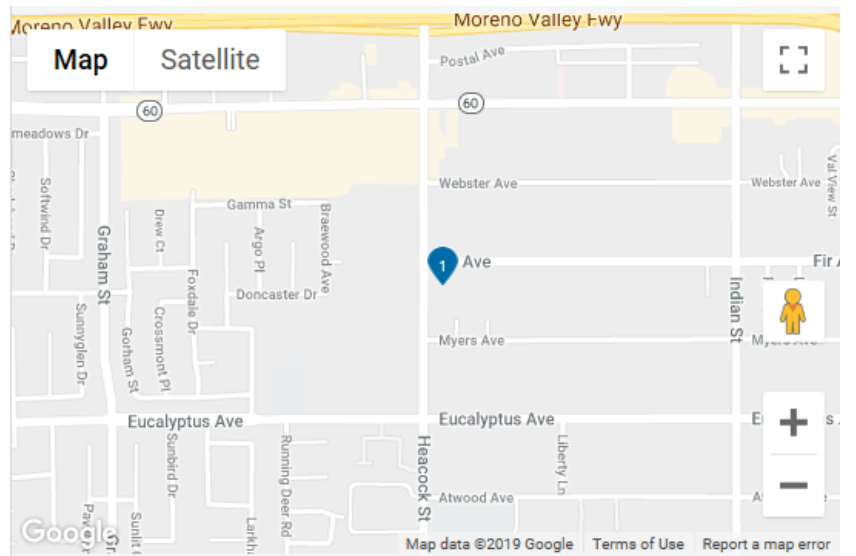 Moreno Valley Fwy
Moreno Valley Fwy
Map
Satellite
Postal Ave
60
60
meadows Dr
Webster Ave
Webster Ave
Val View St
Softwind Dr
Gamma St
Drew Ct
Argo Pl
Braewood Ave
Graham St
1
Ave
Fir
Foxdale Dr
Doncaster Dr
Indian St
Sunnyglen Dr
Crossmont Pl
Gorham St
Myers Ave
Myers Ave
Eucalyptus Ave
Eucalyptus Ave
Sunbird Dr
Running Deer Rd
Heacock St
Liberty Ln
Atwood Ave
Google
Map data ©2019 Google
Terms of Use
Report a map error